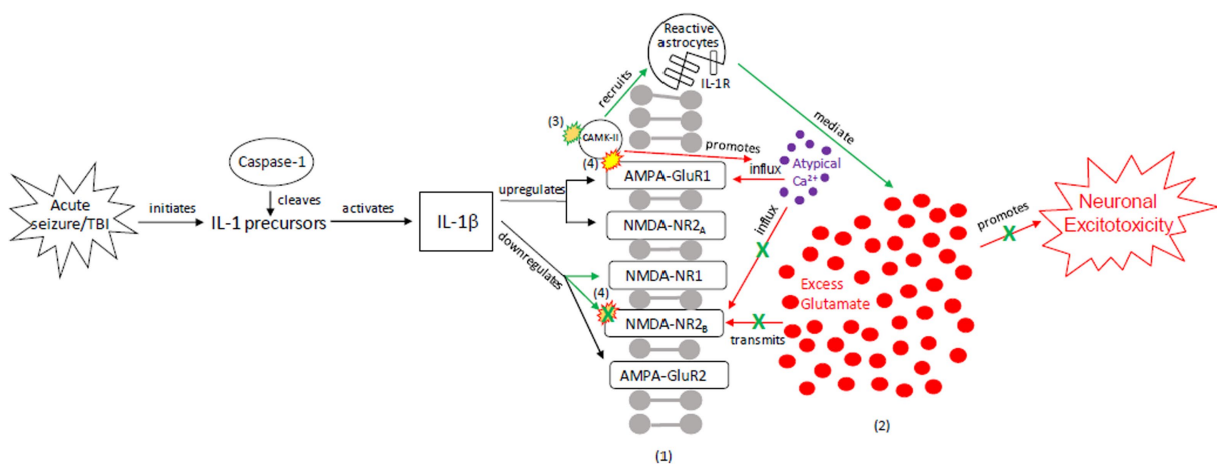 Reactive
astrocytes
IL-1R
recruits
mediate
(3)
CAMK-II
promotes
(4)
Atypical
Ca²⁺
influx
AMPA-GluR1
Caspase-1
cleaves
Acute
seizure/TBI
initiates
IL-1 precursors
activates
IL-1β
upregulates
downregulates
NMDA-NR2A
influx
X
NMDA-NR1
(4)
X
NMDA-NR2B
X
transmits
AMPA-GluR2
Excess
Glutamate
promotes
X
Neuronal
Excitotoxicity
(1)
(2)